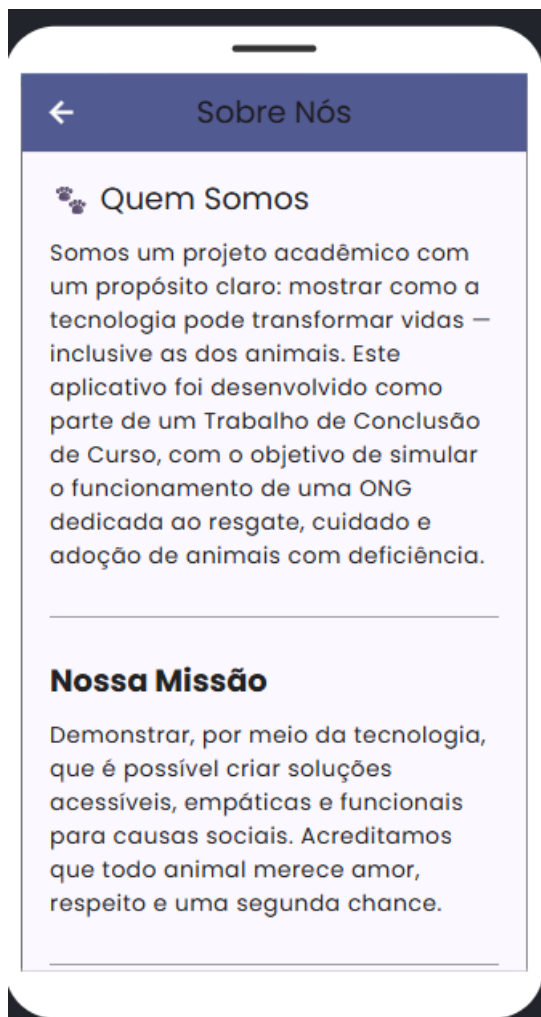 Sobre Nós
Quem Somos
Somos um projeto acadêmico com
um propósito claro: mostrar como a
tecnologia pode transformar vidas —
inclusive as dos animais. Este
aplicativo foi desenvolvido como
parte de um Trabalho de Conclusão
de Curso, com o objetivo de simular
o funcionamento de uma ONG
dedicada ao resgate, cuidado e
adoção de animais com deficiência.
Nossa Missão
Demonstrar, por meio da tecnologia,
que é possível criar soluções
acessíveis, empáticas e funcionais
para causas sociais. Acreditamos
que todo animal merece amor,
respeito e uma segunda chance.